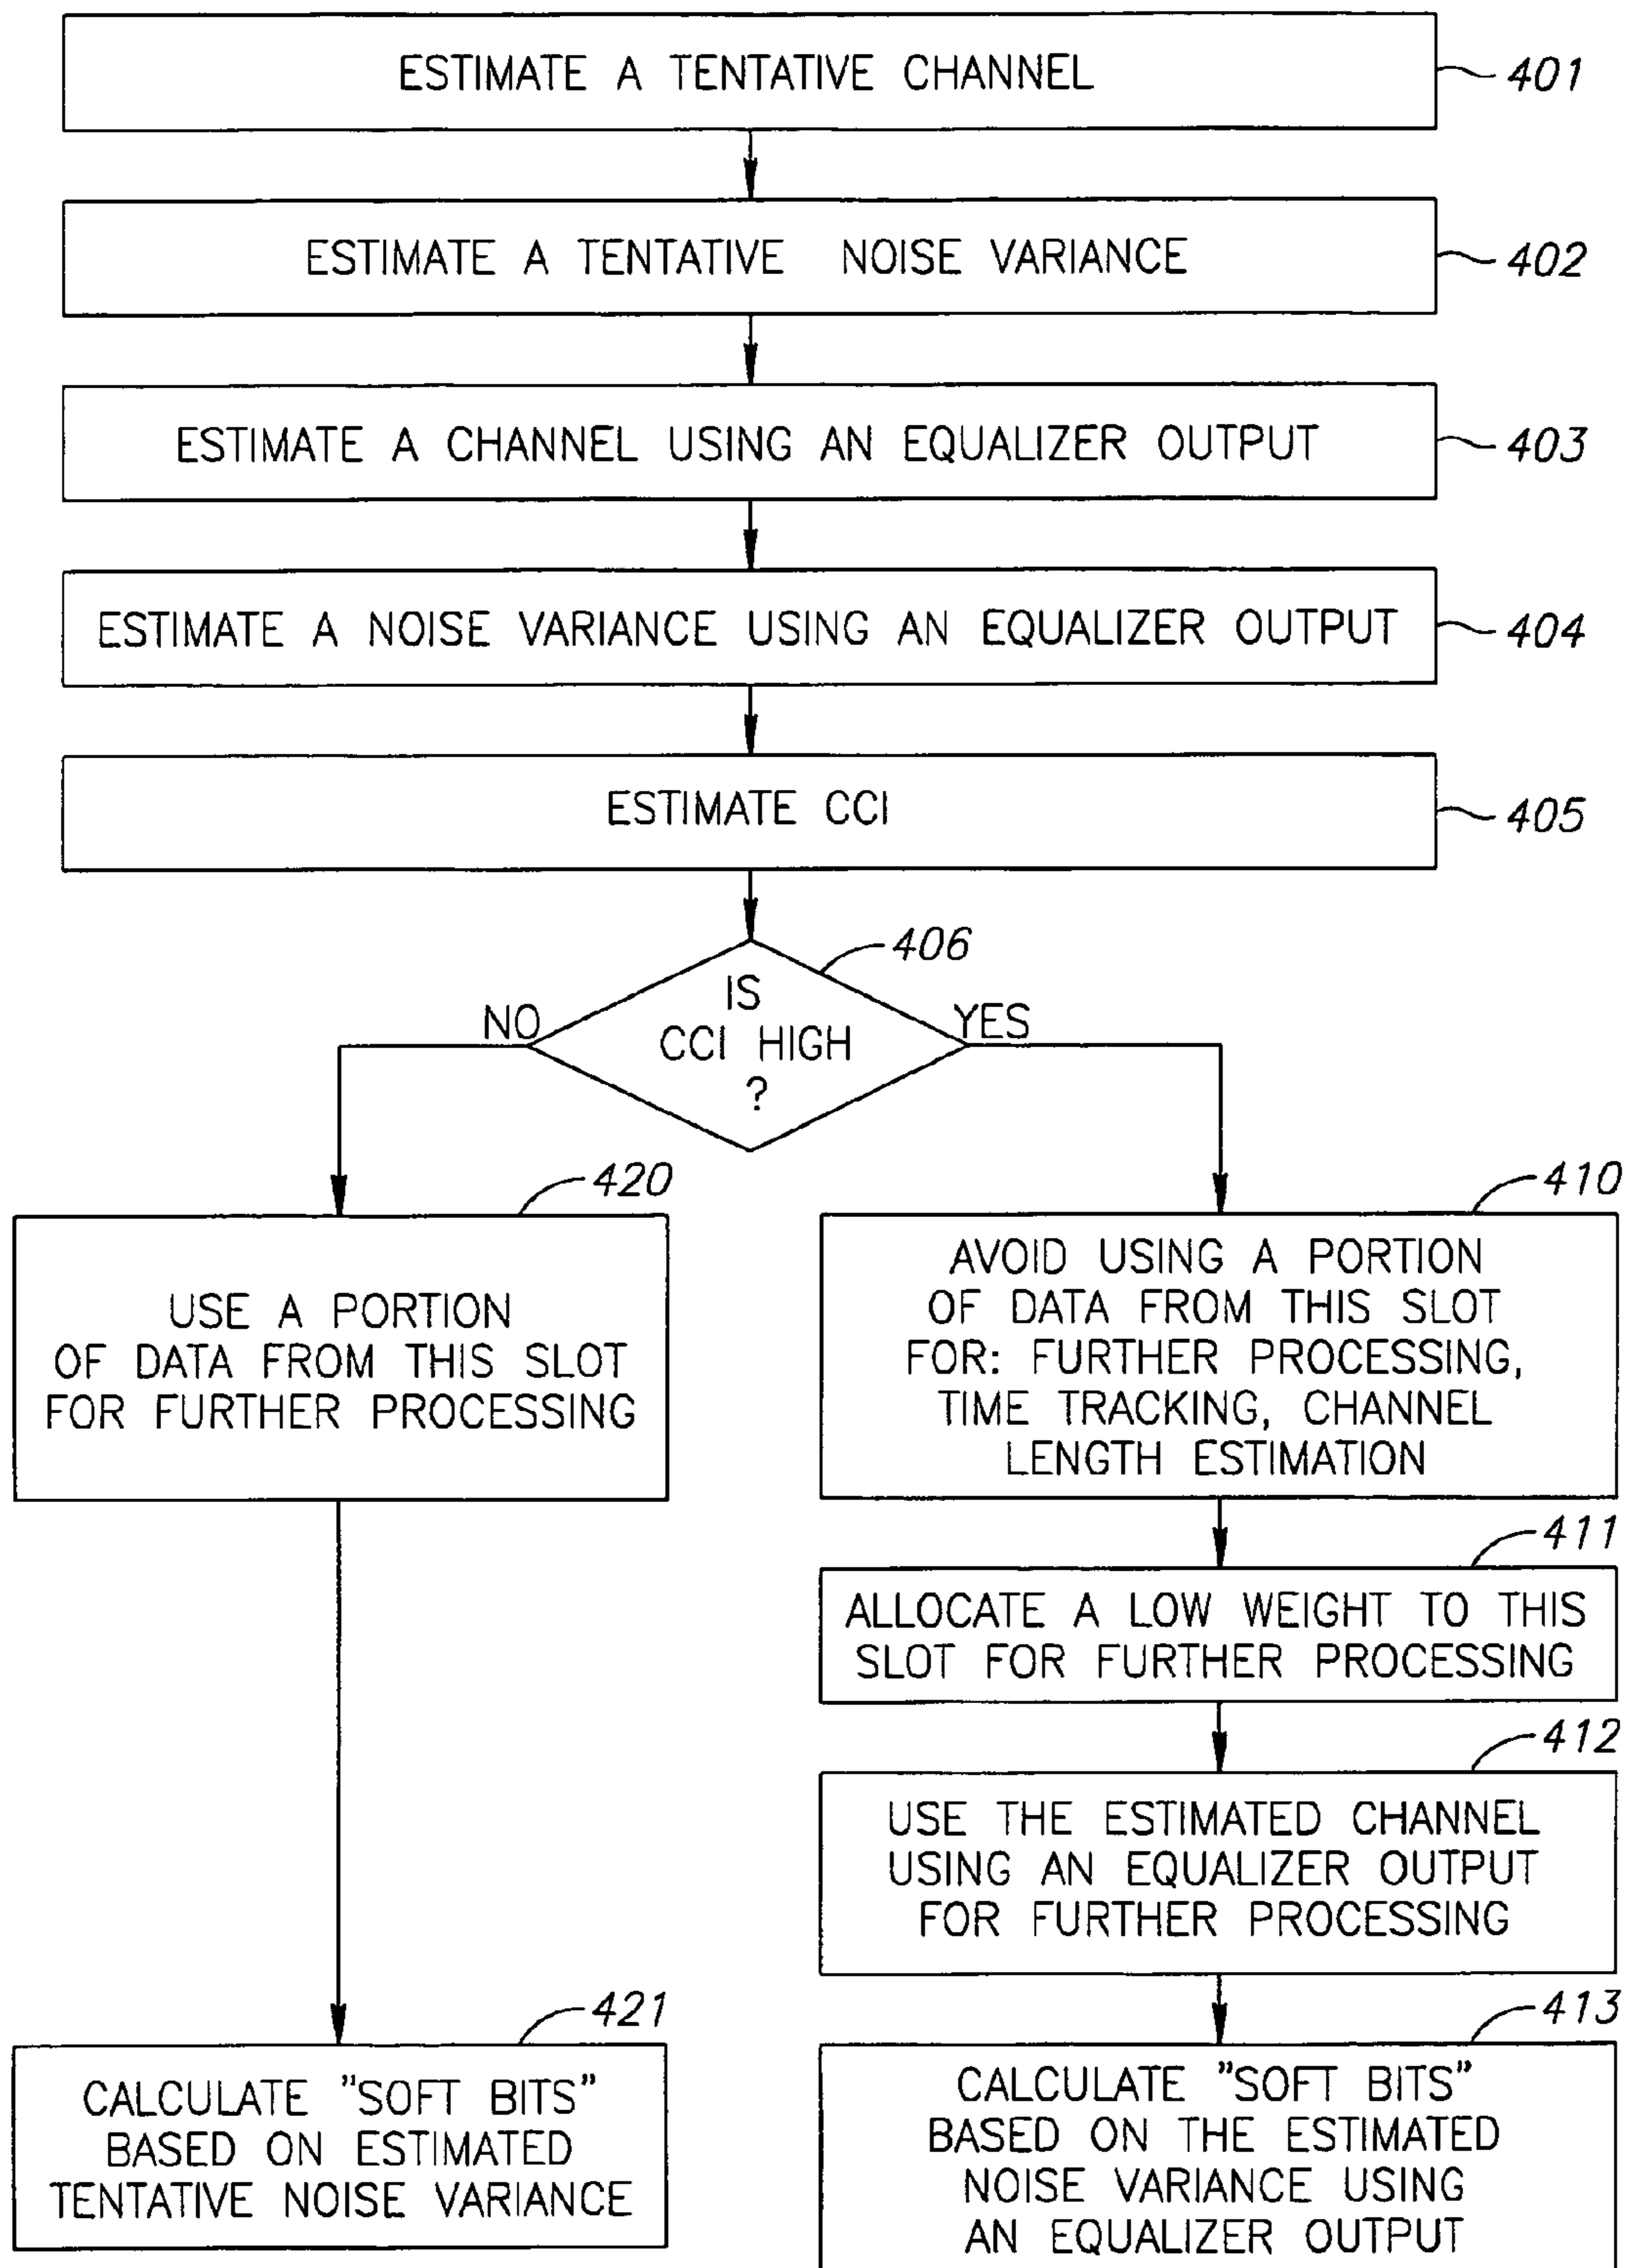 ESTIMATE A TENTATIVE CHANNEL
401
ESTIMATE A TENTATIVE NOISE VARIANCE
402
ESTIMATE A CHANNEL USING AN EQUALIZER OUTPUT
403
ESTIMATE A NOISE VARIANCE USING AN EQUALIZER OUTPUT
404
ESTIMATE CCI
405
406
IS
CCI HIGH
?
NO
YES
420
USE A PORTION
OF DATA FROM THIS SLOT
FOR FURTHER PROCESSING
410
AVOID USING A PORTION
OF DATA FROM THIS SLOT
FOR: FURTHER PROCESSING,
TIME TRACKING, CHANNEL
LENGTH ESTIMATION
411
ALLOCATE A LOW WEIGHT TO THIS
SLOT FOR FURTHER PROCESSING
412
USE THE ESTIMATED CHANNEL
USING AN EQUALIZER OUTPUT
FOR FURTHER PROCESSING
421
CALCULATE "SOFT BITS"
BASED ON ESTIMATED
TENTATIVE NOISE VARIANCE
413
CALCULATE "SOFT BITS"
BASED ON THE ESTIMATED
NOISE VARIANCE USING
AN EQUALIZER OUTPUT